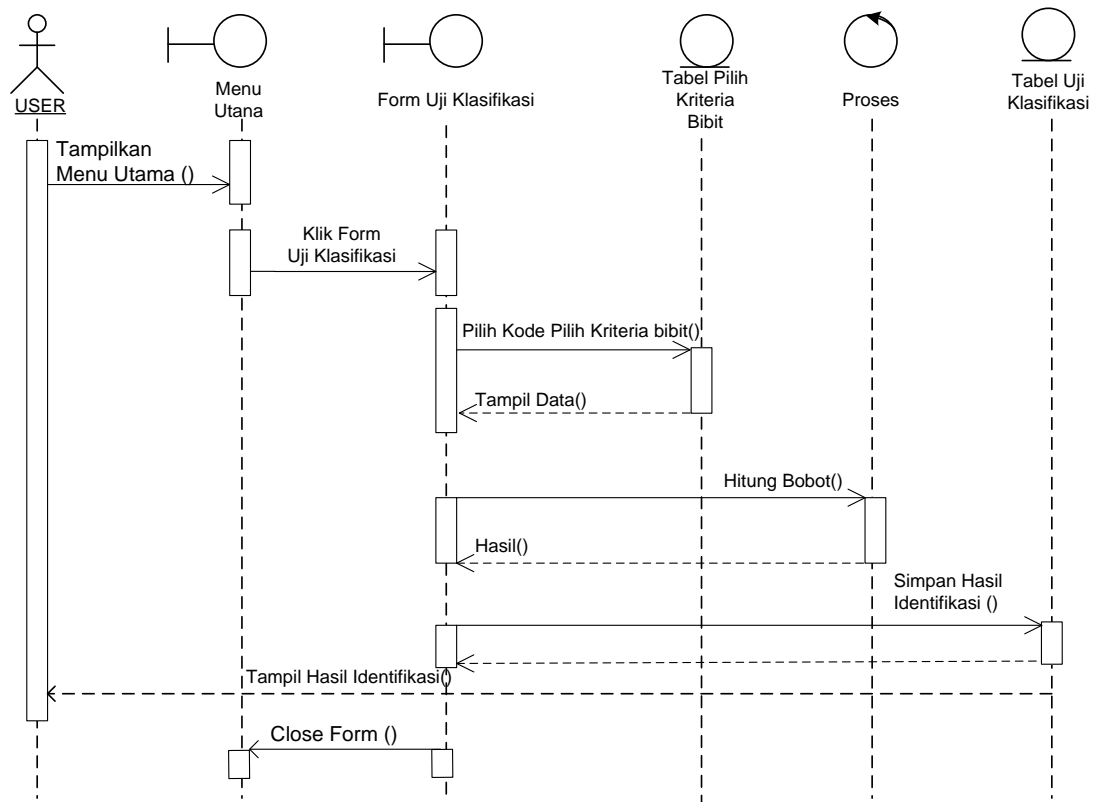 USER
Menu
Utana
Form Uji Klasifikasi
Tabel Pilih
Kriteria
Bibit
Proses
Tabel Uji
Klasifikasi
Tampilkan
Menu Utama ()
Klik Form
Uji Klasifikasi
Pilih Kode Pilih Kriteria bibit()
Tampil Data()
Hitung Bobot()
Hasil()
Simpan Hasil
Identifikasi ()
Tampil Hasil Identifikasi()
Close Form ()